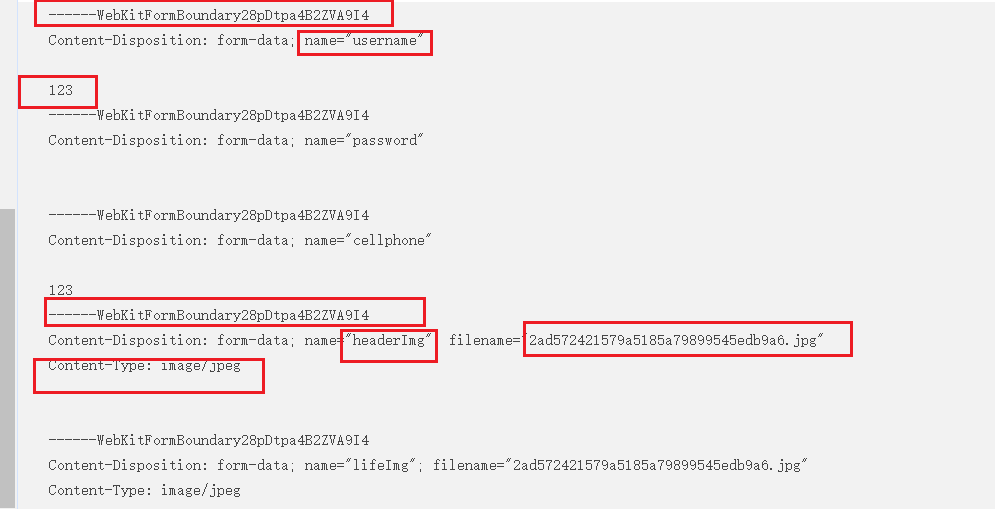 ------WebKitFormBoundary28pDtpa4B2ZVA9I4
Content-Disposition: form-data; name="username"
123
------WebKitFormBoundary28pDtpa4B2ZVA9I4
Content-Disposition: form-data; name="password"
------WebKitFormBoundary28pDtpa4B2ZVA9I4
Content-Disposition: form-data; name="cellphone"
123
------WebKitFormBoundary28pDtpa4B2ZVA9I4
Content-Disposition: form-data; name="headerImg"; filename="2ad572421579a5185a79899545edb9a6.jpg"
Content-Type: image/jpeg
------WebKitFormBoundary28pDtpa4B2ZVA9I4
Content-Disposition: form-data; name="lifeImg"; filename="2ad572421579a5185a79899545edb9a6.jpg"
Content-Type: image/jpeg